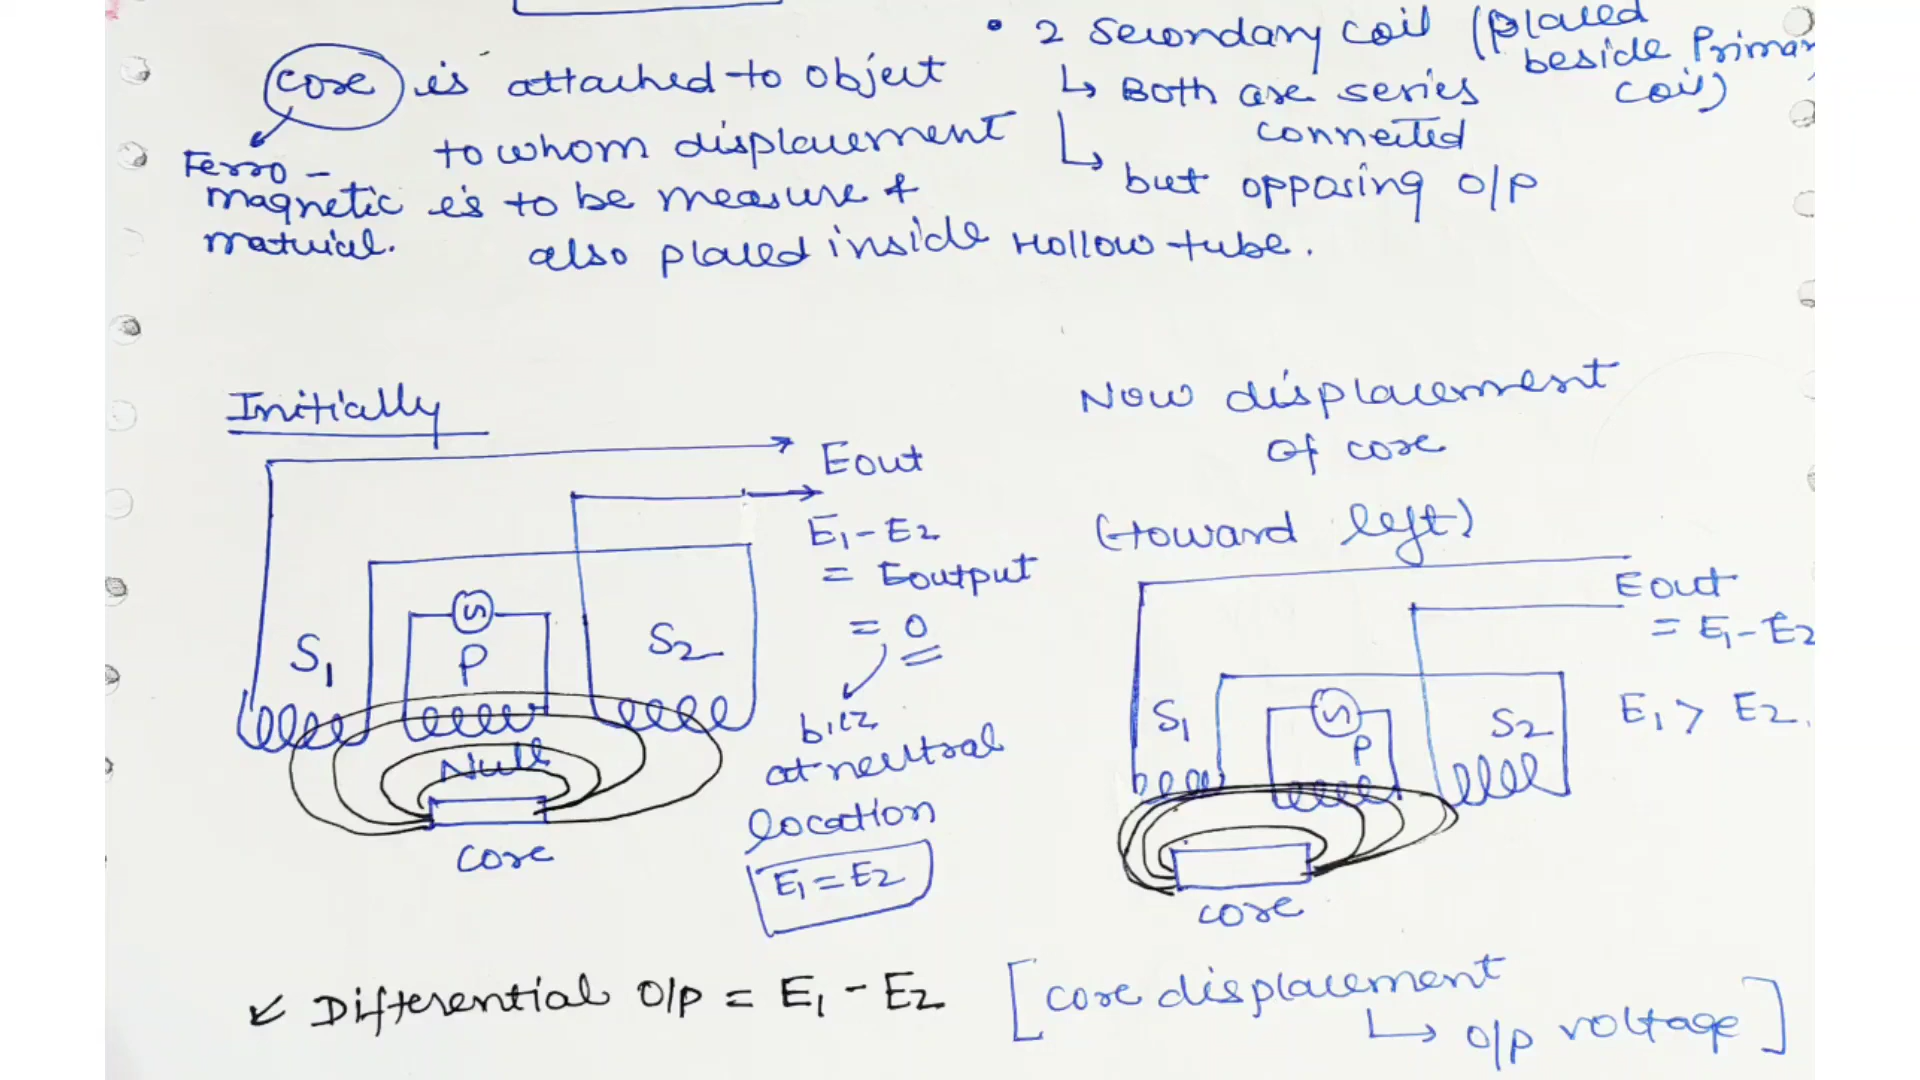 core is attached to object
to whom displacement
Ferro-
magnetic is to be measure &
material.
also placed inside Hollow tube.
• 2 Secondary coil (placed
beside Primar
coil)
↳ Both are series
connected
↳ but opposing o/p
Initially
Eout
E1 - E2
= Eoutput
= 0
bicz
at neutral
location
E1 = E2
S1
P
S2
Null
core
Now displacement
of core
(toward left)
Eout
= E1 - E2
E1 > E2.
S1
P
S2
core
Differential O/p = E1 - E2
[core displacement
↳ o/p voltage]